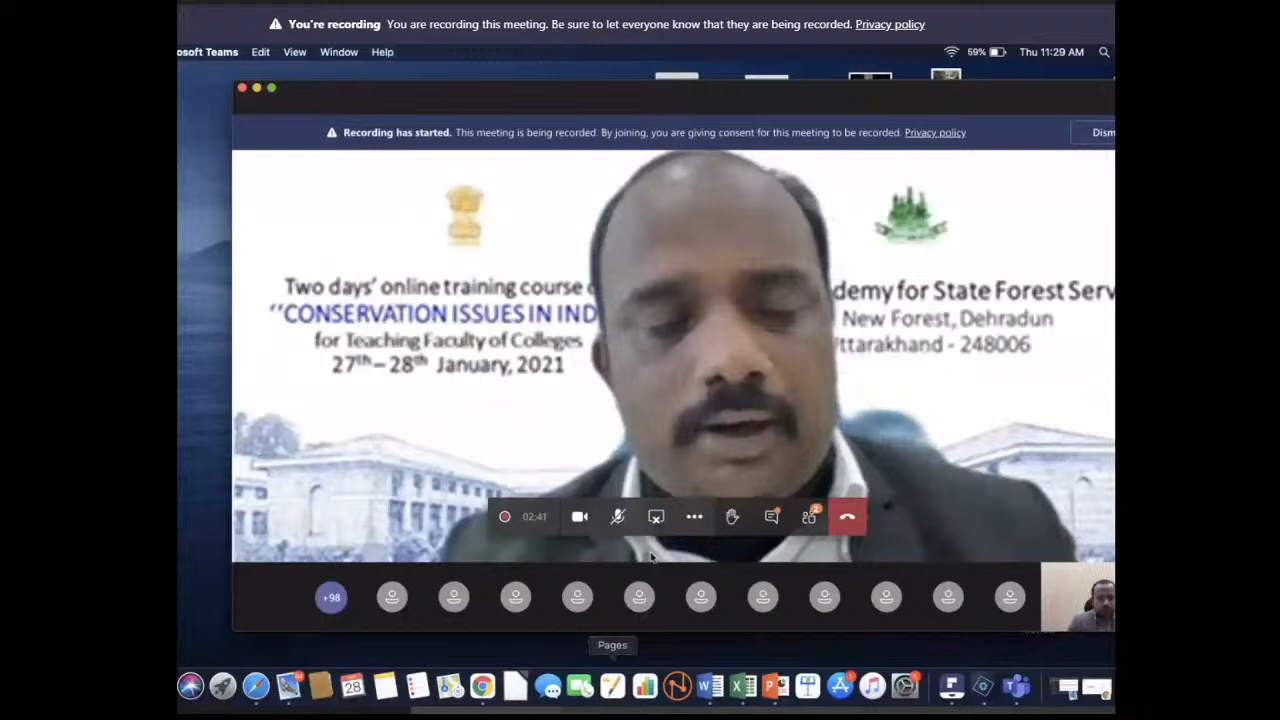 You're recording You are recording this meeting. Be sure to let everyone know that they are being recorded. Privacy policy
osoft Teams Edit View Window Help 59% Thu 11:29 AM
Recording has started. This meeting is being recorded. By joining, you are giving consent for this meeting to be recorded. Privacy policy Dism
Two days' online training course
demy for State Forest Serv
"CONSERVATION ISSUES IN IND
New Forest, Dehradun
for Teaching Faculty of Colleges
ttarakhand - 248006
27th – 28th January, 2021
02:41 2
+98
Pages
28